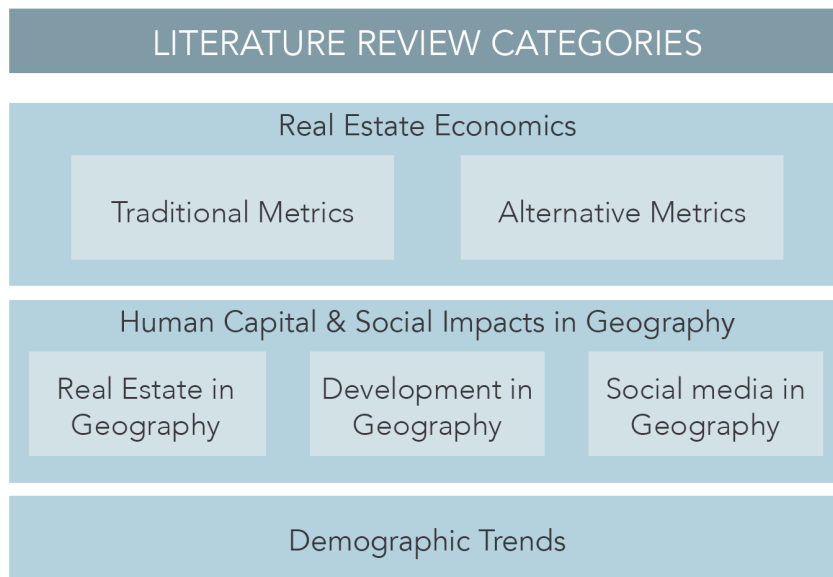 LITERATURE REVIEW CATEGORIES
Real Estate Economics
Traditional Metrics
Alternative Metrics
Human Capital & Social Impacts in Geography
Real Estate in
Geography
Development in
Geography
Social media in
Geography
Demographic Trends